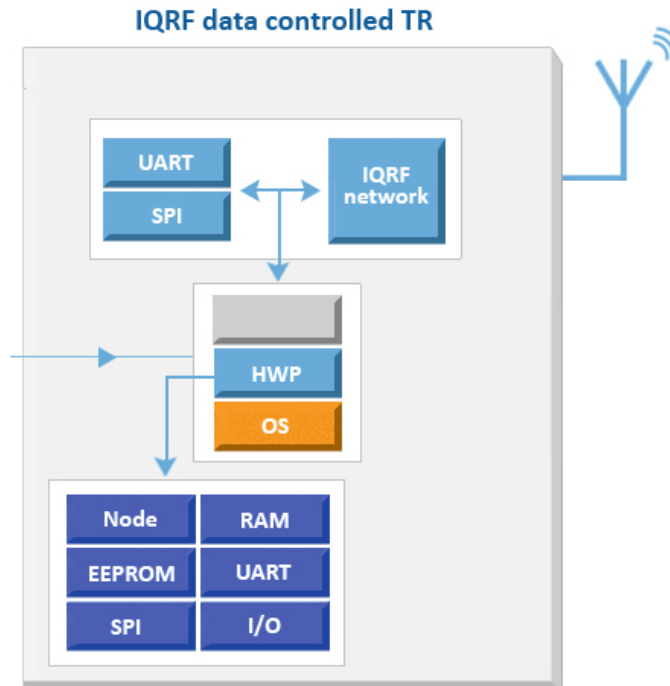 IQRF data controlled TR
UART
SPI
IQRF
network
HWP
OS
Node
RAM
EEPROM
UART
SPI
I/O